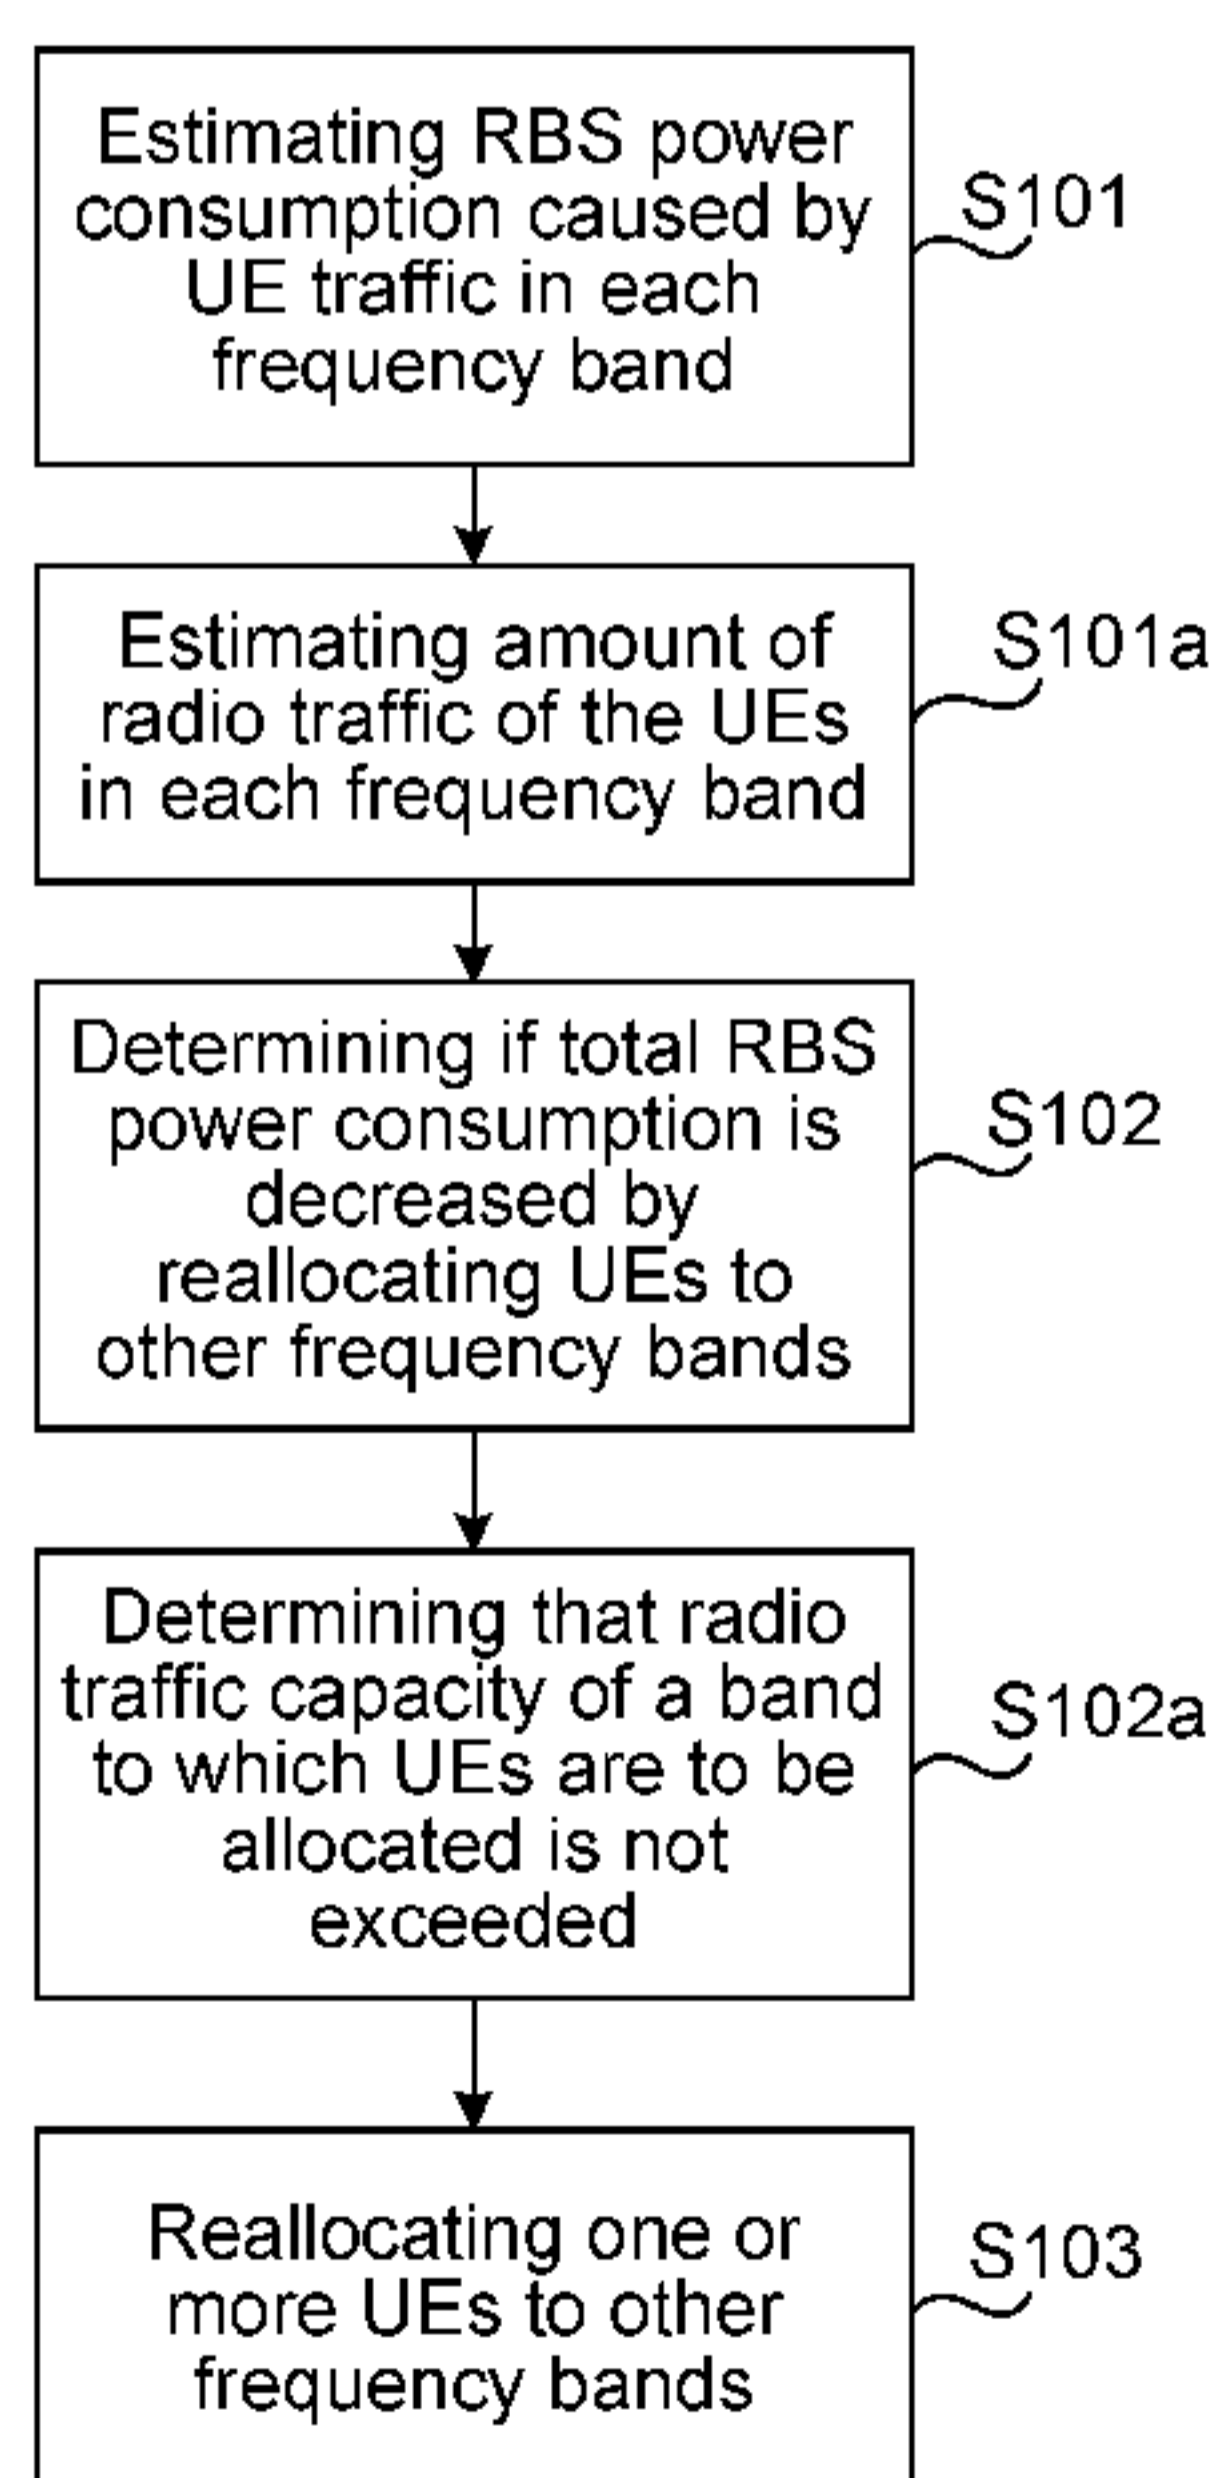 Estimating RBS power
consumption caused by
UE traffic in each
frequency band
S101
Estimating amount of
radio traffic of the UEs
in each frequency band
S101a
Determining if total RBS
power consumption is
decreased by
reallocating UEs to
other frequency bands
S102
Determining that radio
traffic capacity of a band
to which UEs are to be
allocated is not
exceeded
S102a
Reallocating one or
more UEs to other
frequency bands
S103